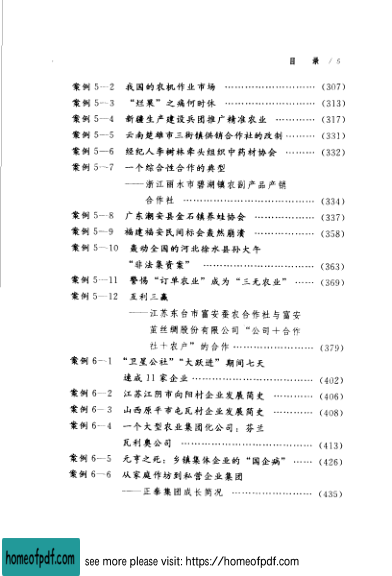 目 录 / 5
案例 5—2 我国的农机作业市场 …………………… (307)
案例 5—3 “烂果”之痛何时休 …………………… (313)
案例 5—4 新疆生产建设兵团推广精准农业 ………… (317)
案例 5—5 云南楚雄市三街镇供销合作社的改制 ……… (331)
案例 5—6 经纪人李树林牵头组织中药材协会 ………… (332)
案例 5—7 一个综合性合作的典型
——浙江丽水市碧湖镇农副产品产销
合作社 …………………… (334)
案例 5—8 广东潮安县金石镇养蛙协会 …………… (337)
案例 5—9 福建福安民间标会轰然崩溃 …………… (358)
案例 5—10 轰动全国的河北徐水县孙大午
“非法集资案” …………………… (363)
案例 5—11 警惕“订单农业”成为“三无农业” …… (369)
案例 5—12 互利三赢
——江苏东台市富安蚕农合作社与富安
茧丝绸股份有限公司“公司十合作
社十农户”的合作 …………………… (379)
案例 6—1 “卫星公社”“大跃进”期间七天
速成 11 家企业 …………………… (402)
案例 6—2 江苏江阴市向阳村企业发展简史 ………… (406)
案例 6—3 山西原平市屯瓦村企业发展简史 ………… (408)
案例 6—4 一个大型农业集团化公司：芬兰
瓦利奥公司 …………………… (413)
案例 6—5 元亨之死：乡镇集体企业的“国企病” …… (426)
案例 6—6 从家庭作坊到私营企业集团
——正泰集团成长简况 …………………… (435)
homeofpdf.com see more please visit: https://homeofpdf.com